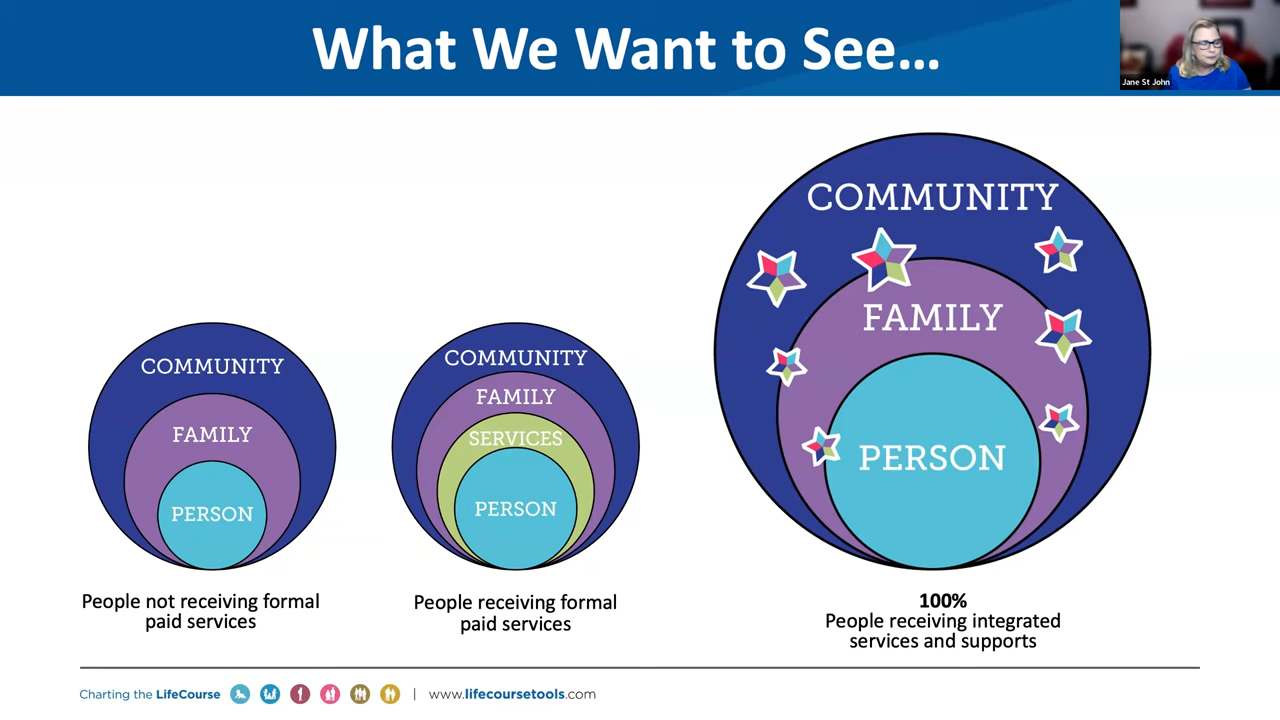 What We Want to See...
Jane St John
COMMUNITY
FAMILY
PERSON
People not receiving formal
paid services
COMMUNITY
FAMILY
SERVICES
PERSON
People receiving formal
paid services
COMMUNITY
FAMILY
PERSON
100%
People receiving integrated
services and supports
Charting the LifeCourse | www.lifecoursetools.com